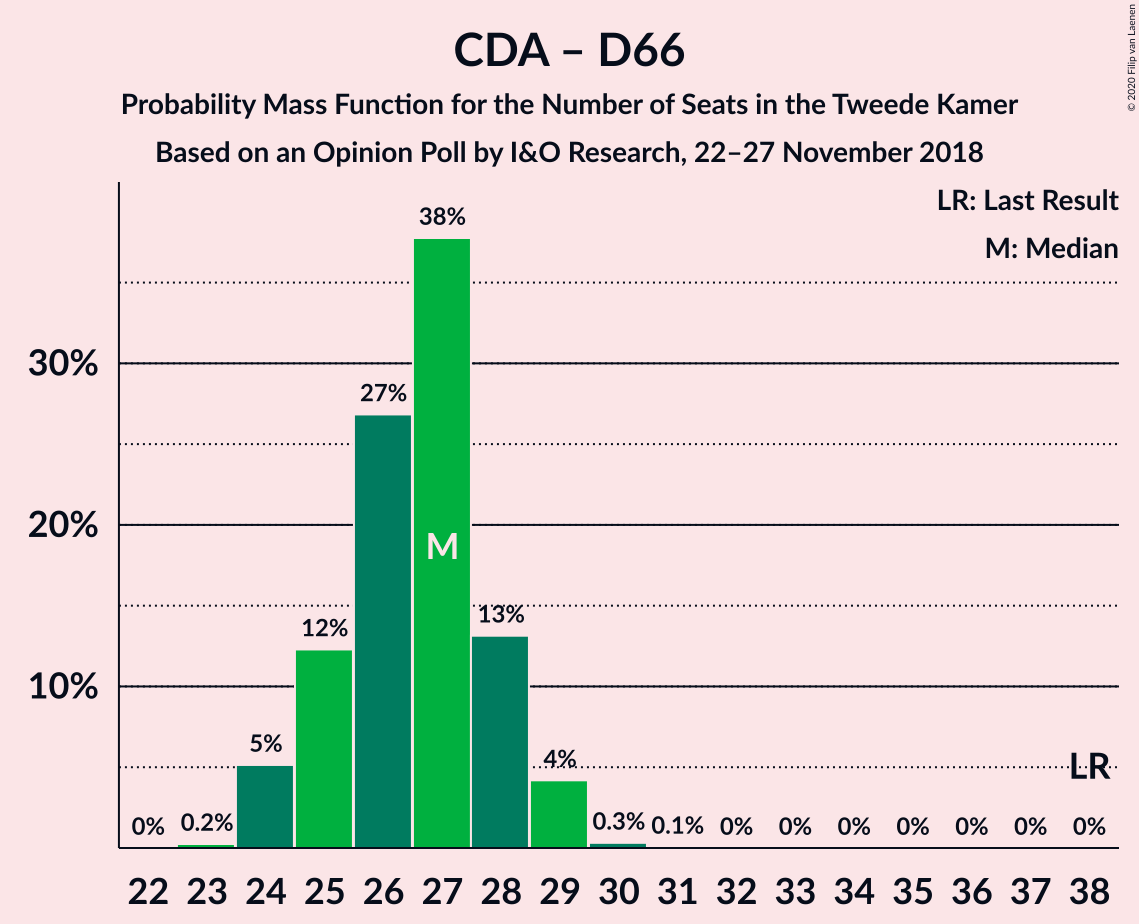 CDA – D66
Probability Mass Function for the Number of Seats in the Tweede Kamer
Based on an Opinion Poll by I&O Research, 22–27 November 2018
© 2020 Filip van Laenen
LR: Last Result
M: Median
38%
30%
27%
20%
M
13%
12%
10%
5%
4%
LR
0% 0.2% 0.3% 0.1% 0% 0% 0% 0% 0% 0% 0%
22 23 24 25 26 27 28 29 30 31 32 33 34 35 36 37 38